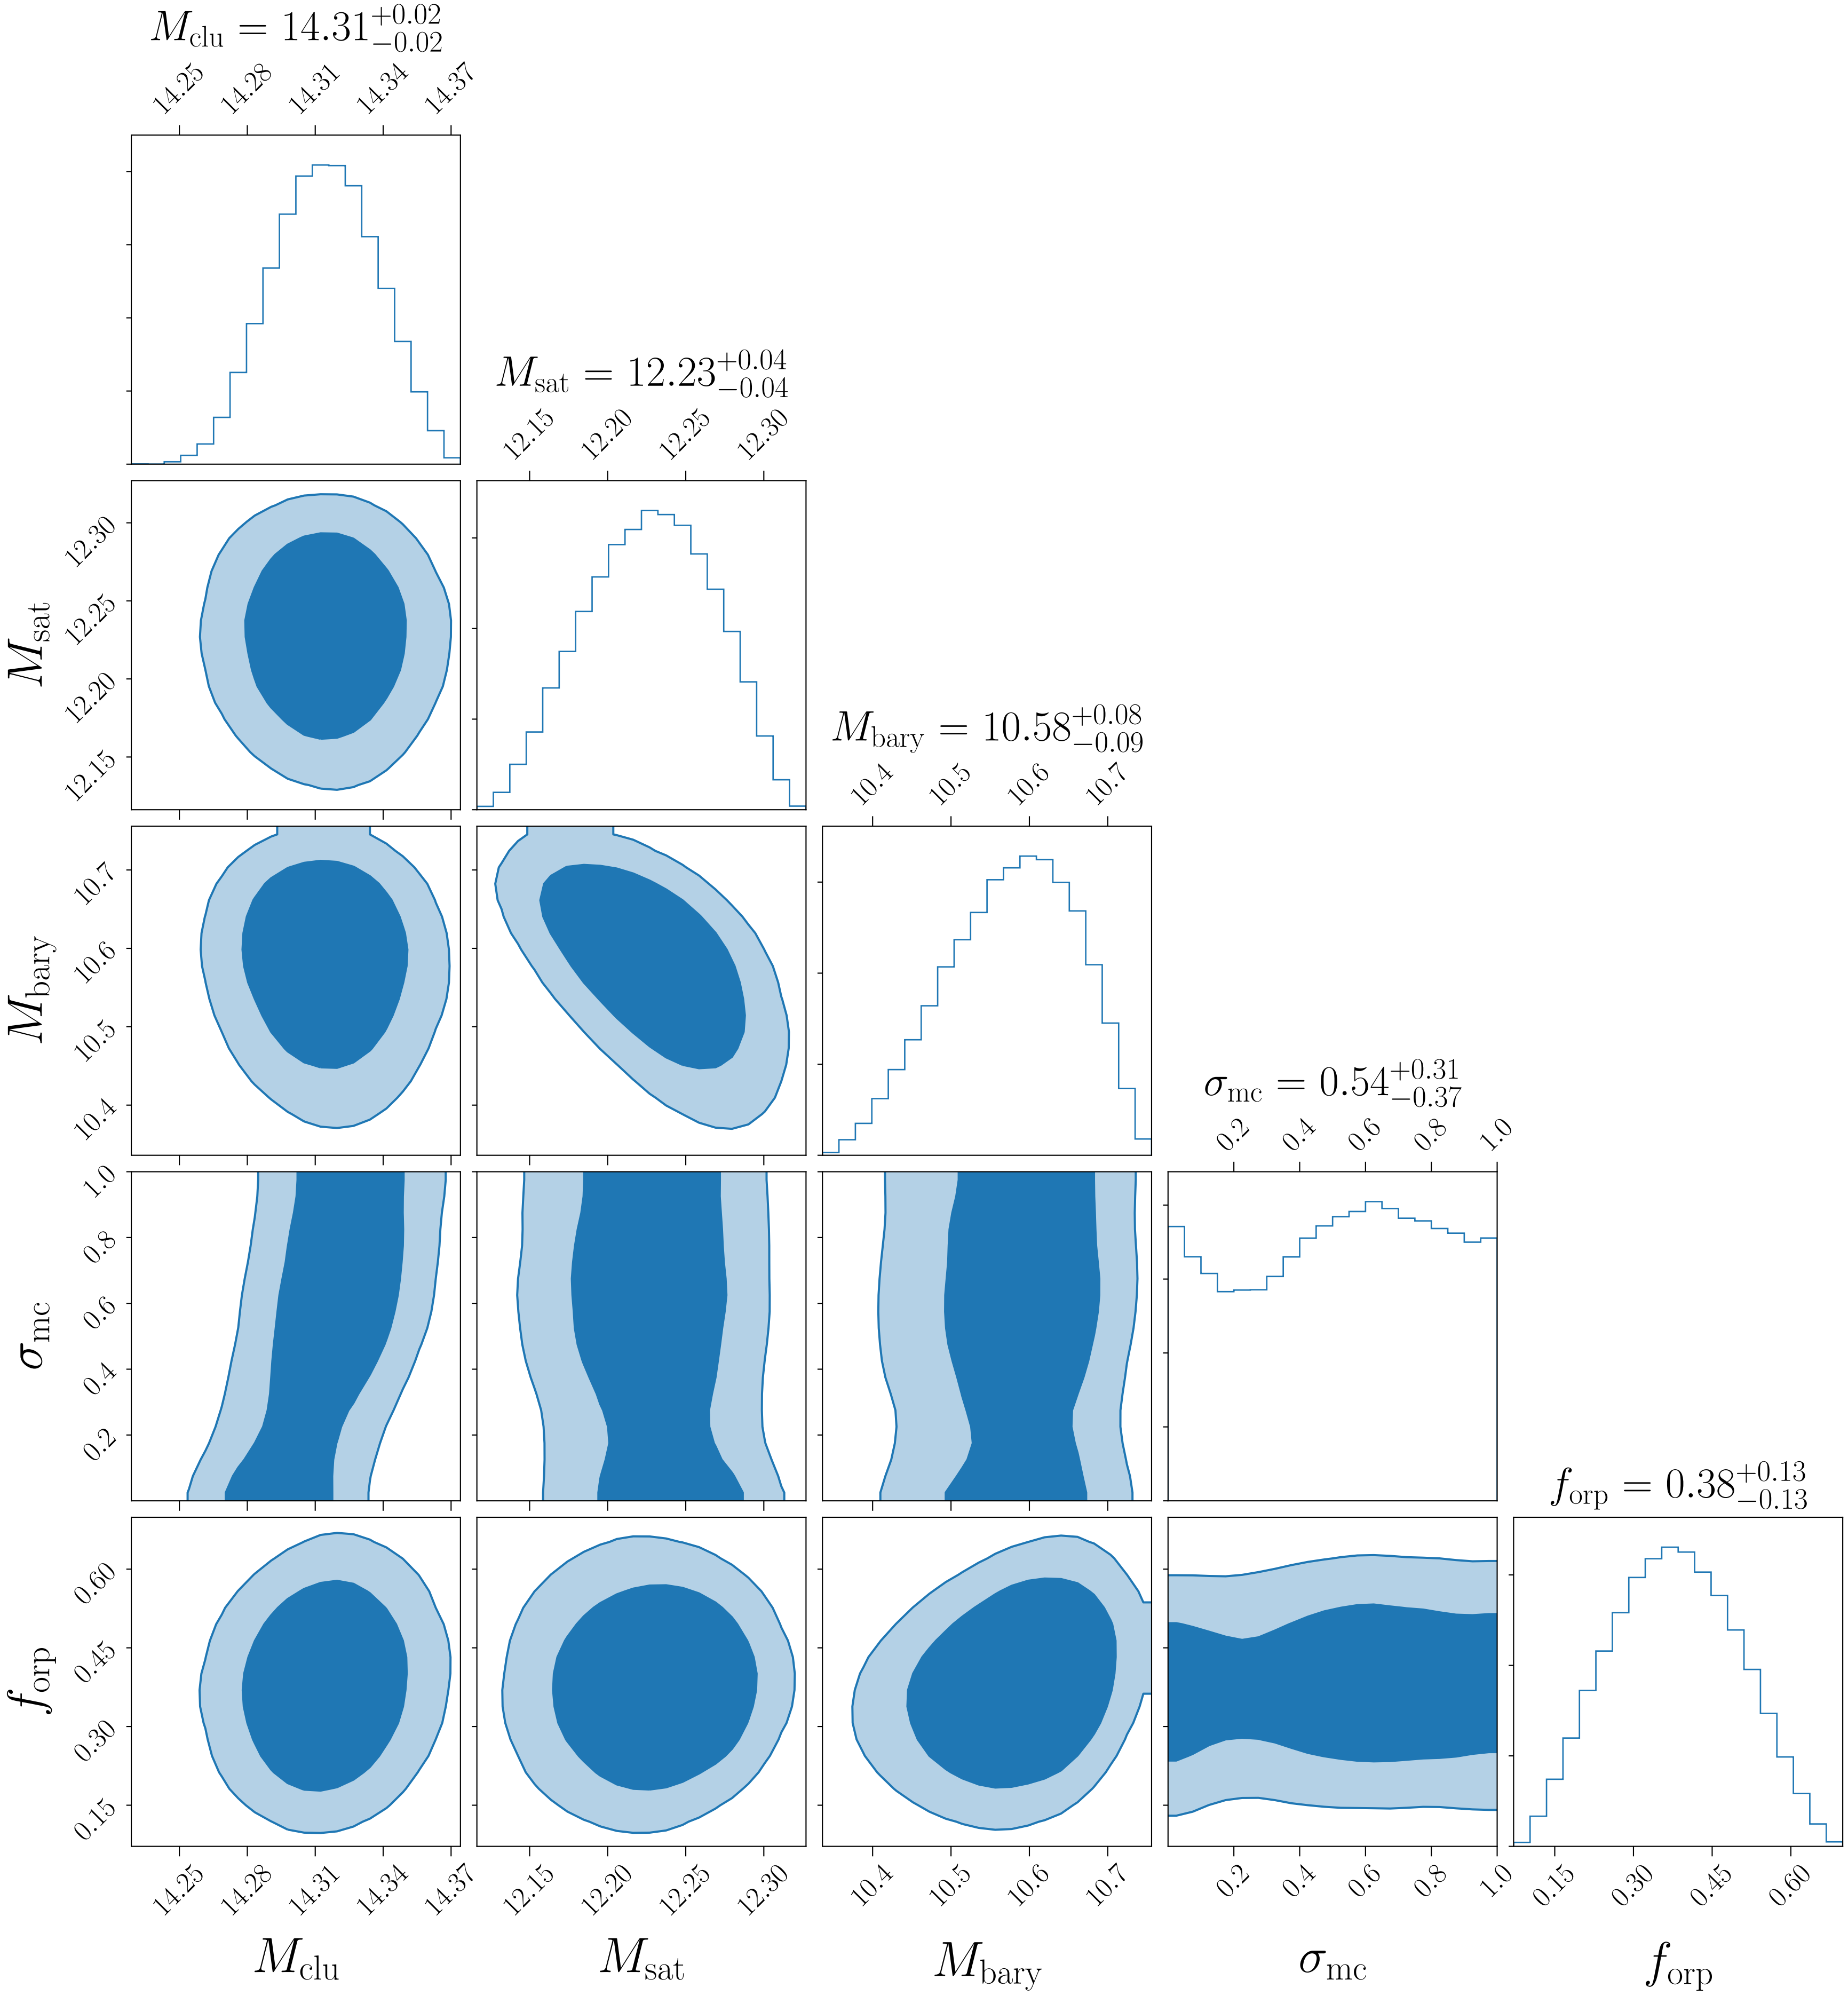 M_clu = 14.31^{+0.02}_{−0.02}
14.25 14.28 14.31 14.34 14.37
M_sat = 12.23^{+0.04}_{−0.04}
12.15 12.20 12.25 12.30
M_sat
12.30
12.25
12.20
12.15
M_bary = 10.58^{+0.08}_{−0.09}
10.4 10.5 10.6 10.7
M_bary
10.7
10.6
10.5
10.4
σ_mc = 0.54^{+0.31}_{−0.37}
0.2 0.4 0.6 0.8 1.0
σ_mc
1.0
0.8
0.6
0.4
0.2
f_orp = 0.38^{+0.13}_{−0.13}
f_orp
0.60
0.45
0.30
0.15
14.25 14.28 14.31 14.34 14.37 12.15 12.20 12.25 12.30 10.4 10.5 10.6 10.7 0.2 0.4 0.6 0.8 1.0 0.15 0.30 0.45 0.60
M_clu M_sat M_bary σ_mc f_orp